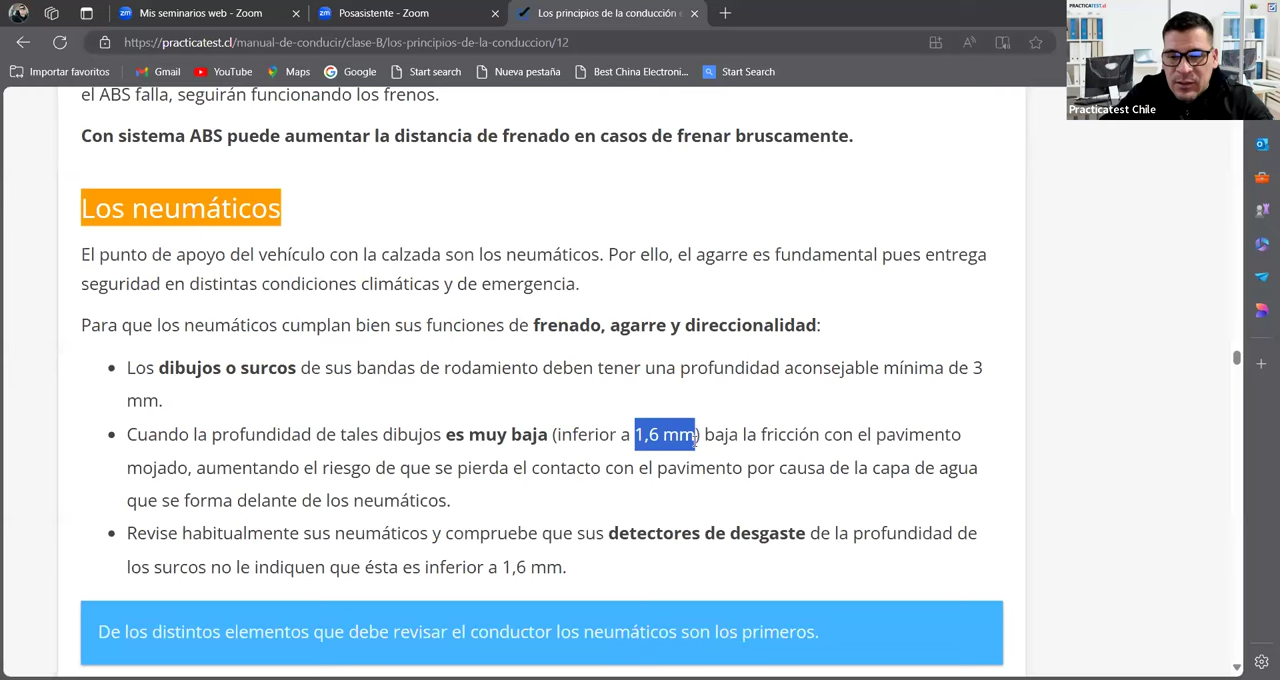 Mis seminarios web - Zoom
Posasistente - Zoom
Los principios de la conducción
https://practicatest.cl/manual-de-conducir/clase-B/los-principios-de-la-conduccion/12
Importar favoritos
Gmail
YouTube
Maps
Google
Start search
Nueva pestaña
Best China Electroni...
Start Search
PRACTICATEST.cl
Practicatest Chile
el ABS falla, seguirán funcionando los frenos.
Con sistema ABS puede aumentar la distancia de frenado en casos de frenar bruscamente.
Los neumáticos
El punto de apoyo del vehículo con la calzada son los neumáticos. Por ello, el agarre es fundamental pues entrega
seguridad en distintas condiciones climáticas y de emergencia.
Para que los neumáticos cumplan bien sus funciones de frenado, agarre y direccionalidad:
Los dibujos o surcos de sus bandas de rodamiento deben tener una profundidad aconsejable mínima de 3
mm.
Cuando la profundidad de tales dibujos es muy baja (inferior a 1,6 mm) baja la fricción con el pavimento
mojado, aumentando el riesgo de que se pierda el contacto con el pavimento por causa de la capa de agua
que se forma delante de los neumáticos.
Revise habitualmente sus neumáticos y compruebe que sus detectores de desgaste de la profundidad de
los surcos no le indiquen que ésta es inferior a 1,6 mm.
De los distintos elementos que debe revisar el conductor los neumáticos son los primeros.